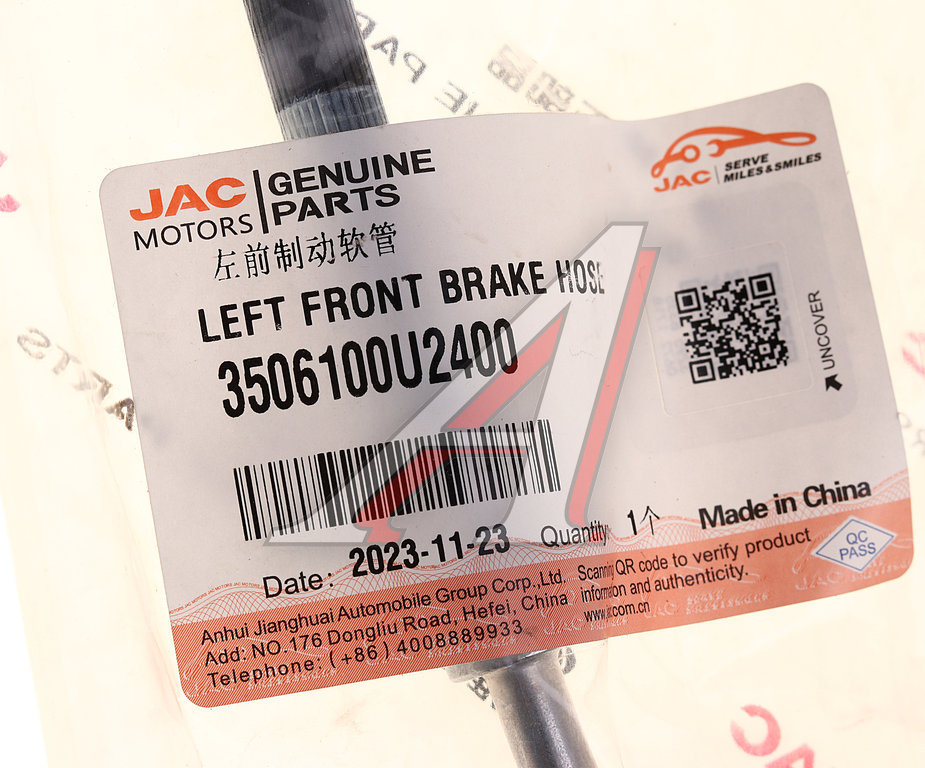 JAC
MOTORS
GENUINE
PARTS
JAC
SERVE
MILES&SMILES
左前制动软管
LEFT FRONT BRAKE HOSE
3506100U2400
UNCOVER
Date: 2023-11-23
Quantity 1个
Made in China
QC
PASS
Anhui Jianghuai Automobile Group Corp.,Ltd.
Add: NO.176 Dongliu Road, Hefei, China
Telephone: (+86)4008889933
Scanning QR code to verify product
information and authenticity.